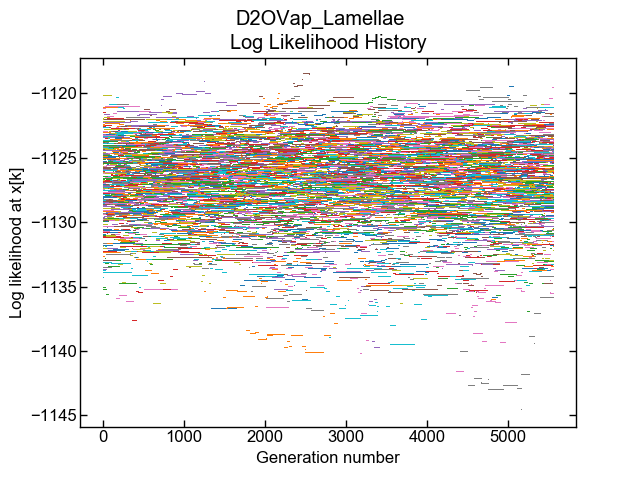 D2OVap_Lamellae
Log Likelihood History
Log likelihood at x[k]
−1120
−1125
−1130
−1135
−1140
−1145
0 1000 2000 3000 4000 5000
Generation number